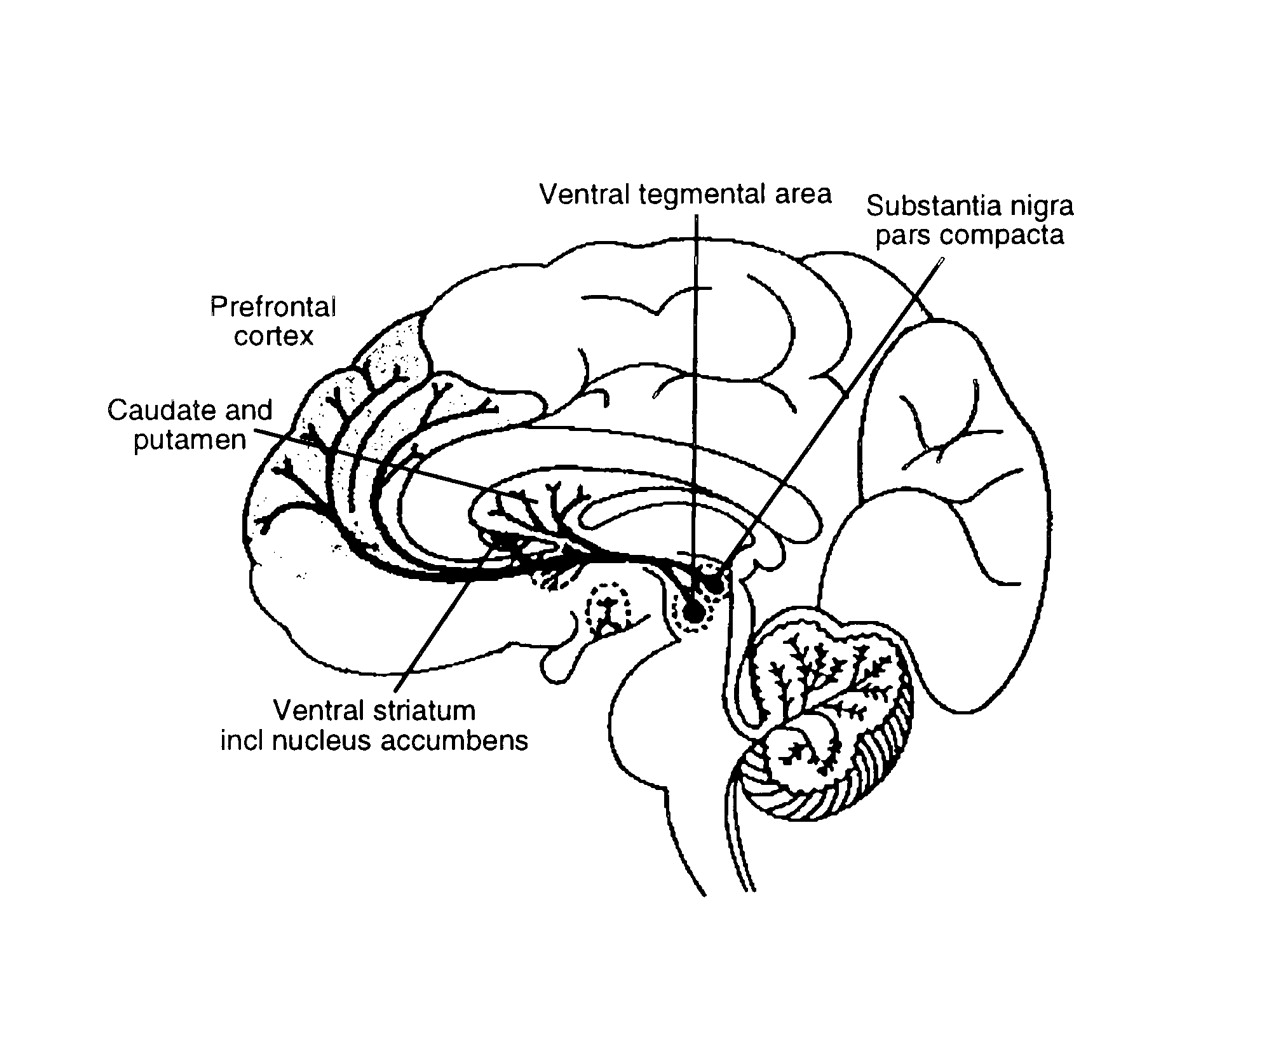 Ventral tegmental area
Substantia nigra
pars compacta
Prefrontal
cortex
Caudate and
putamen
Ventral striatum
incl nucleus accumbens